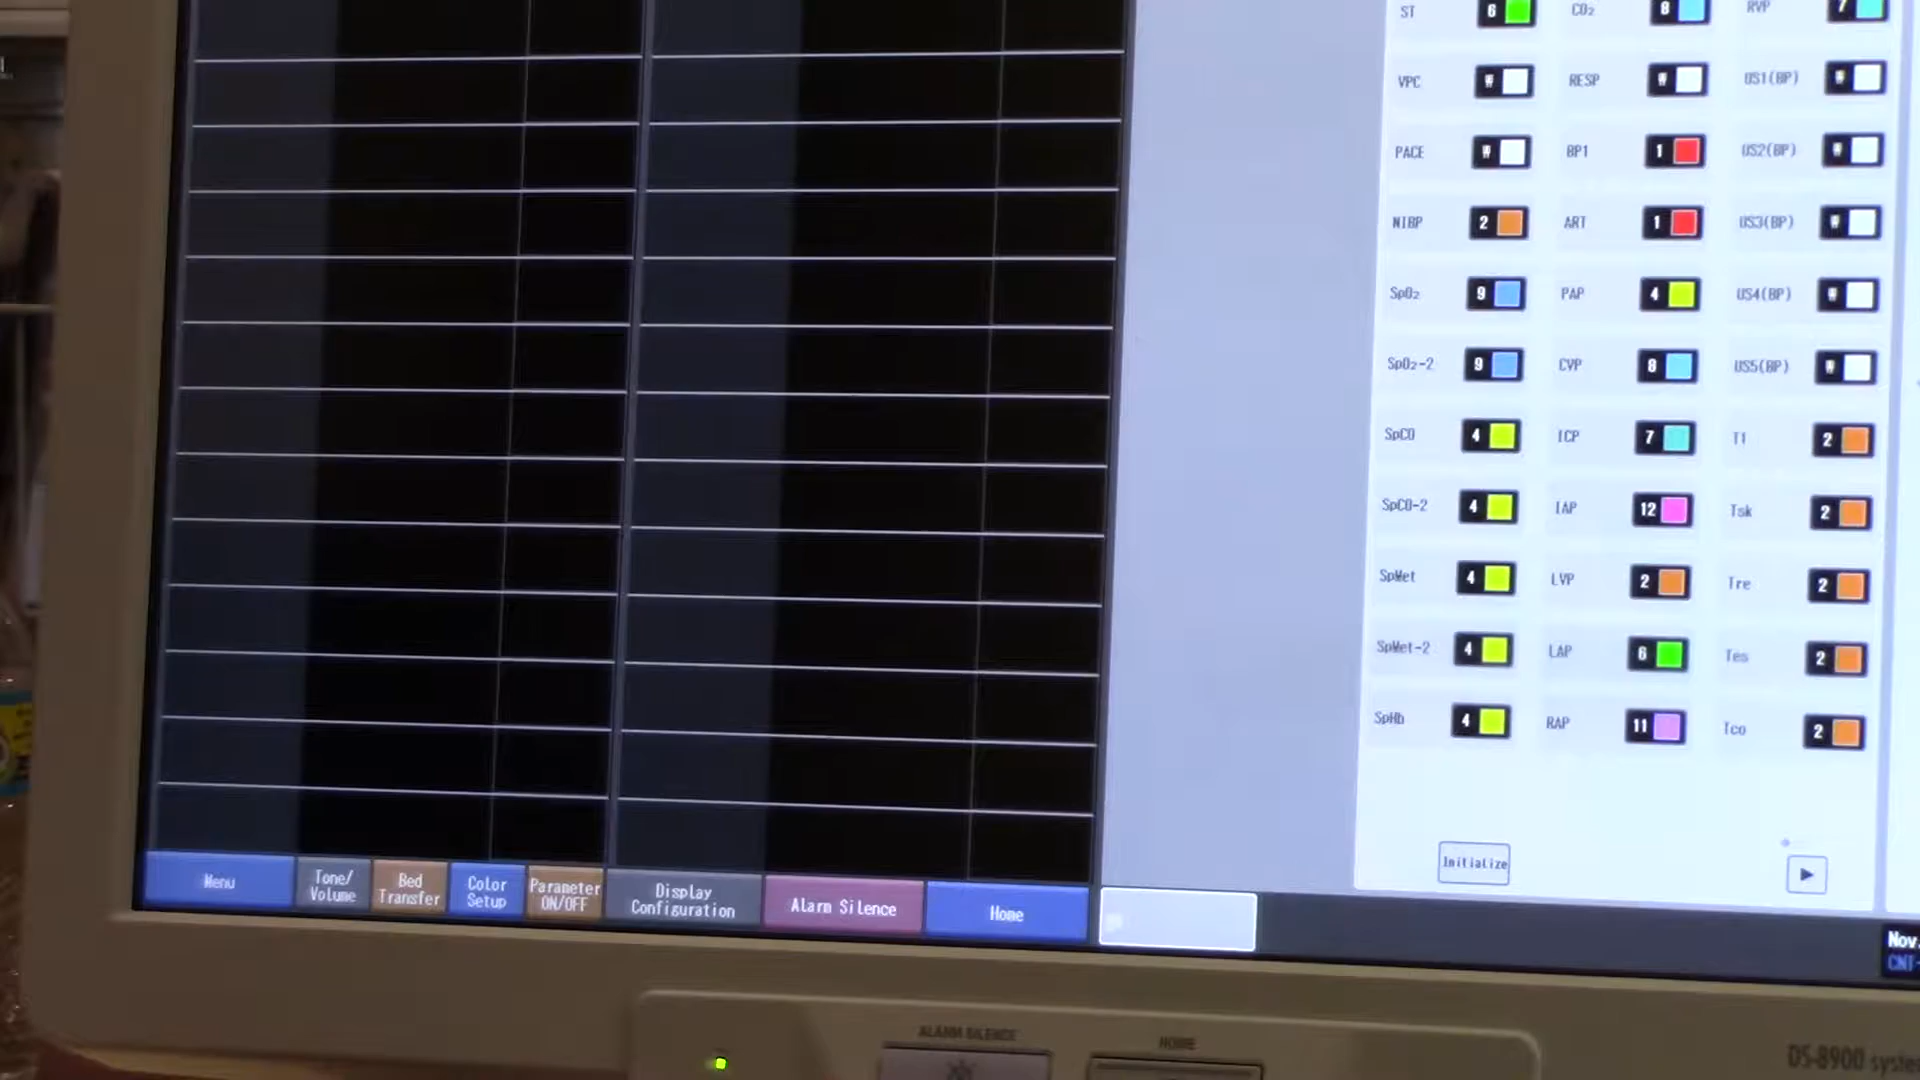 ST 6 CO₂ 8 RVP 7
VPC W RESP W US1(BP) W
PACE W BP1 1 US2(BP) W
NIBP 2 ART 1 US3(BP) W
SpO₂ 9 PAP 4 US4(BP) W
SpO₂-2 9 CVP 8 US5(BP) W
SpCO 4 ICP 7 T1 2
SpCO-2 4 IAP 12 Tsk 2
SpMet 4 LVP 2 Tre 2
SpMet-2 4 LAP 6 Tes 2
SpHb 4 RAP 11 Tco 2
Initialize
Menu
Tone/
Volume
Bed
Transfer
Color
Setup
Parameter
ON/OFF
Display
Configuration
Alarm Silence
Home
Nov.
CNT-
ALARM SILENCE
HOME
DS-8900 system